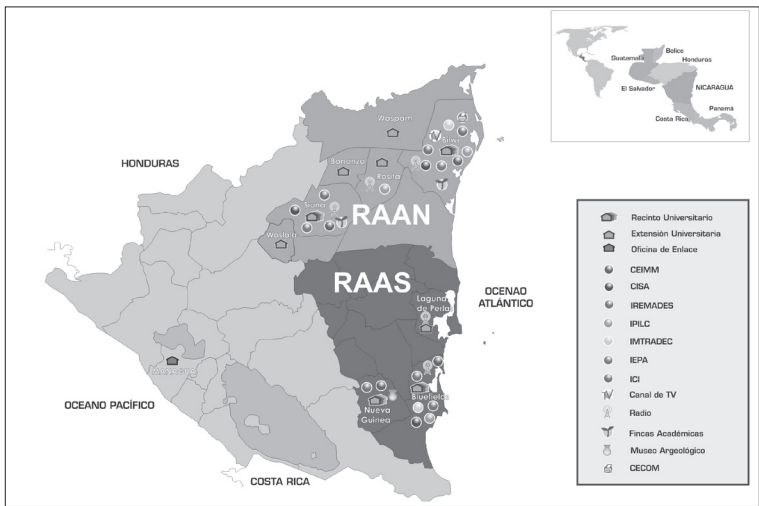 Belice
Guatemala
Honduras
NICARAGUA
El Salvador
Panamá
Costa Rica
HONDURAS
Waspam
Bilwi
Bonanza
Rosita
Siuna
RAAN
Waslala
RAAS
Laguna
de Perlas
OCENAO
ATLÁNTICO
MANAGUA
OCEANO PACÍFICO
Nueva
Guinea
Bluefields
COSTA RICA
Recinto Universitario
Extensión Universitaria
Oficina de Enlace
CEIMM
CISA
IREMADES
IPILC
IMTRADEC
IEPA
ICI
Canal de TV
Radio
Fincas Académicas
Museo Argeológico
CECOM